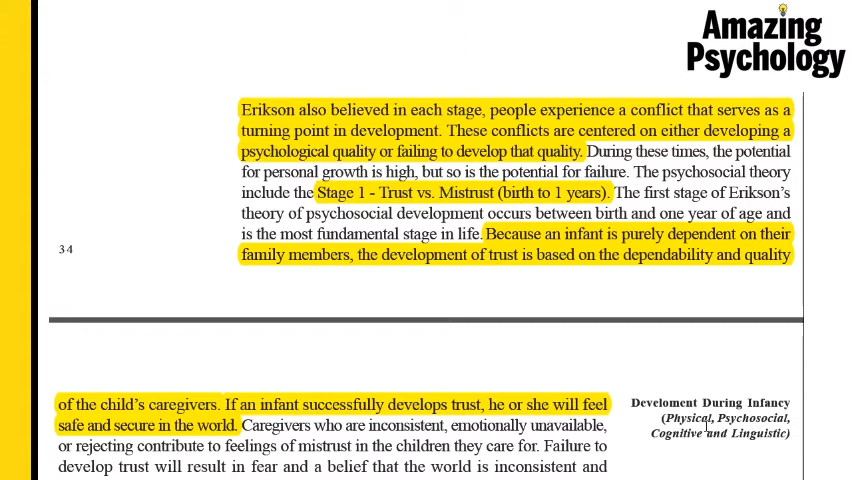 Amazing
Psychology
Erikson also believed in each stage, people experience a conflict that serves as a
turning point in development. These conflicts are centered on either developing a
psychological quality or failing to develop that quality. During these times, the potential
for personal growth is high, but so is the potential for failure. The psychosocial theory
include the Stage 1 - Trust vs. Mistrust (birth to 1 years). The first stage of Erikson's
theory of psychosocial development occurs between birth and one year of age and
is the most fundamental stage in life. Because an infant is purely dependent on their
family members, the development of trust is based on the dependability and quality
34
of the child's caregivers. If an infant successfully develops trust, he or she will feel
safe and secure in the world. Caregivers who are inconsistent, emotionally unavailable,
or rejecting contribute to feelings of mistrust in the children they care for. Failure to
develop trust will result in fear and a belief that the world is inconsistent and
Develoment During Infancy
(Physical, Psychosocial,
Cognitive and Linguistic)